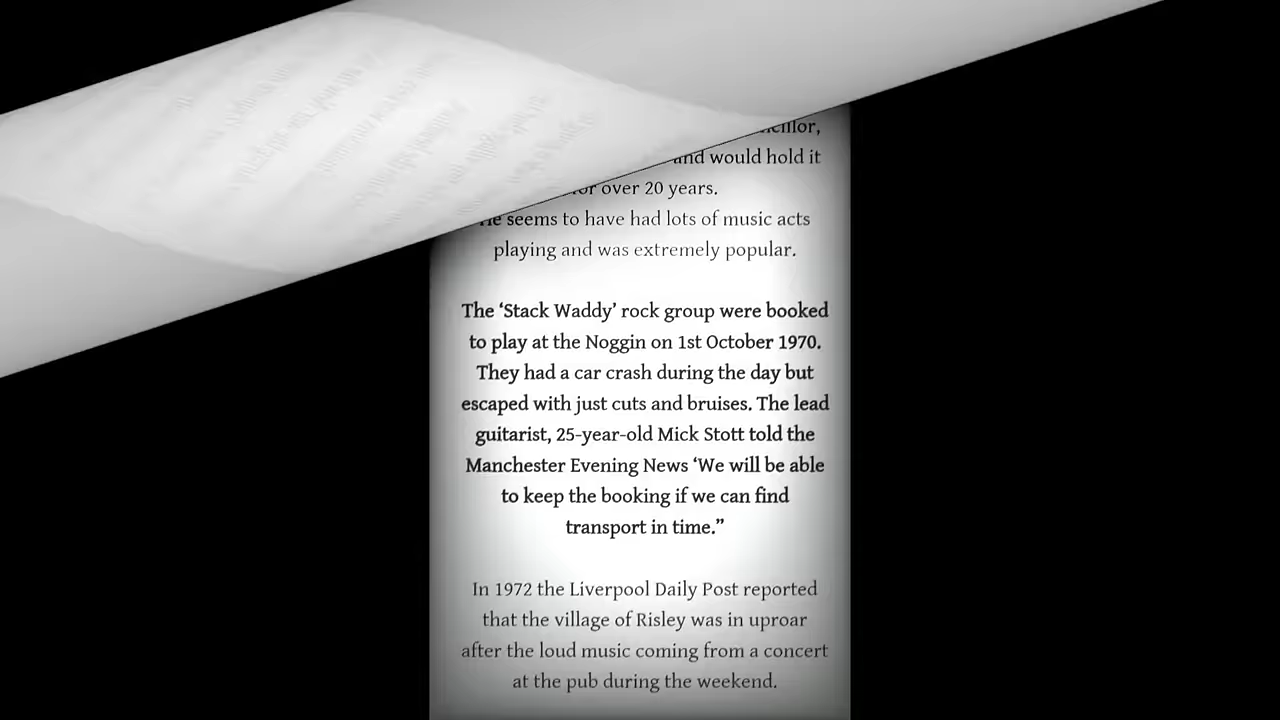 and would hold it
for over 20 years.
He seems to have had lots of music acts
playing and was extremely popular.
The ‘Stack Waddy’ rock group were booked
to play at the Noggin on 1st October 1970.
They had a car crash during the day but
escaped with just cuts and bruises. The lead
guitarist, 25-year-old Mick Stott told the
Manchester Evening News ‘We will be able
to keep the booking if we can find
transport in time.”
In 1972 the Liverpool Daily Post reported
that the village of Risley was in uproar
after the loud music coming from a concert
at the pub during the weekend.